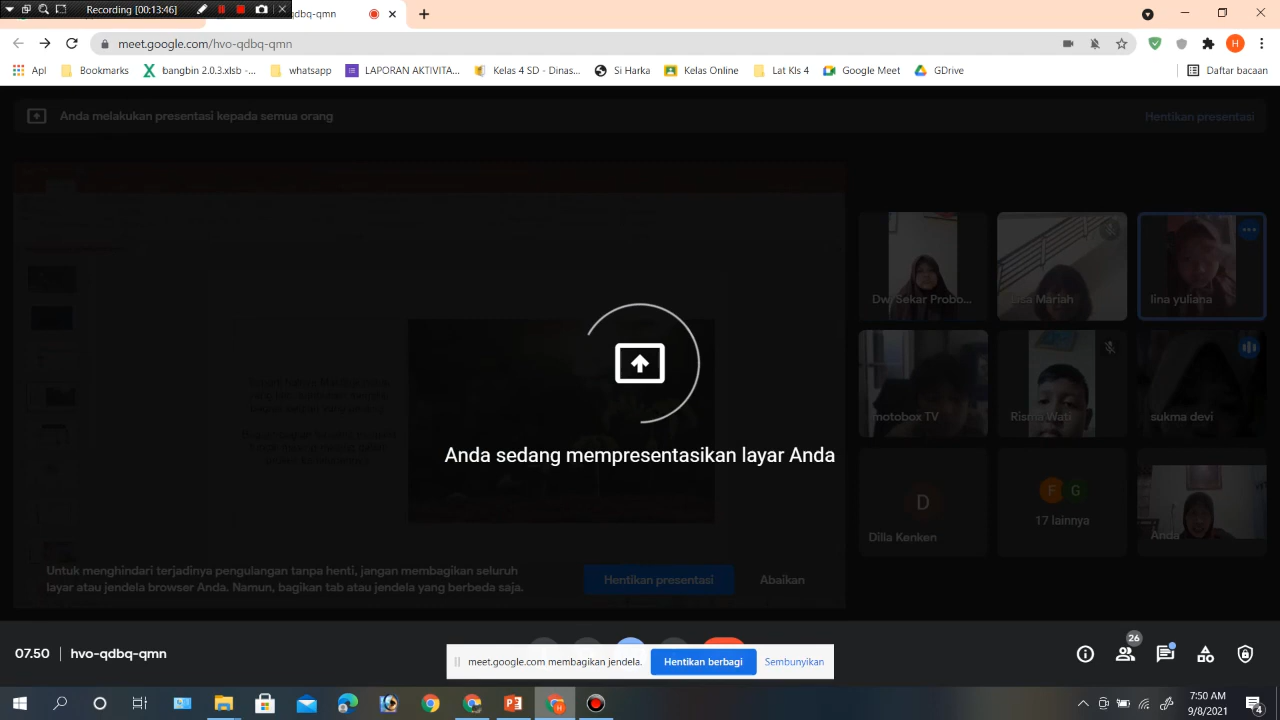 Recording [00:13:46]
dbq-qmn
meet.google.com/hvo-qdbq-qmn
H
Apl
Bookmarks
bangbin 2.0.3.xlsb -...
whatsapp
LAPORAN AKTIVITA...
Kelas 4 SD - Dinas...
Si Harka
Kelas Online
Lat Kls 4
Google Meet
GDrive
Daftar bacaan
Anda melakukan presentasi kepada semua orang
Hentikan presentasi
Dwi Sekar Probo...
Mariah
lina yuliana
motobox TV
Risma Wati
sukma devi
Anda sedang mempresentasikan layar Anda
D
Dilla Kenken
F G
17 lainnya
Anda
Untuk menghindari terjadinya pengulangan tanpa henti, jangan membagikan seluruh
layar atau jendela browser Anda. Namun, bagikan tab atau jendela yang berbeda saja.
Hentikan presentasi
Abaikan
07.50 | hvo-qdbq-qmn
meet.google.com membagikan jendela.
Hentikan berbagi
Sembunyikan
26
7:50 AM
9/8/2021
4